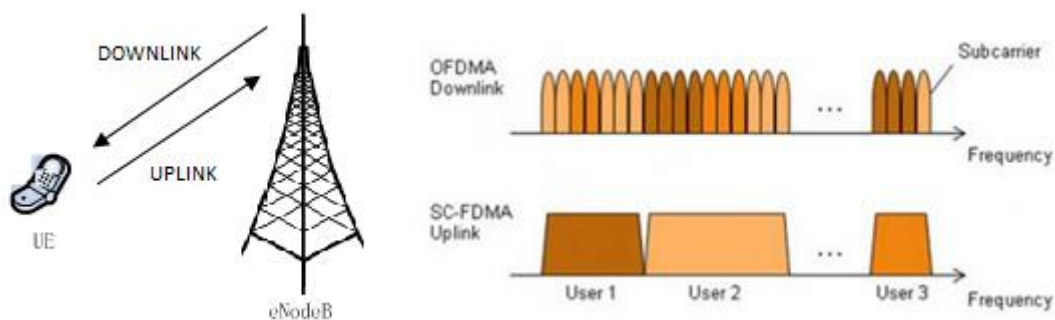 DOWNLINK
UPLINK
UE
eNodeB
OFDMA
Downlink
Subcarrier
...
Frequency
SC-FDMA
Uplink
...
User 1
User 2
User 3
Frequency